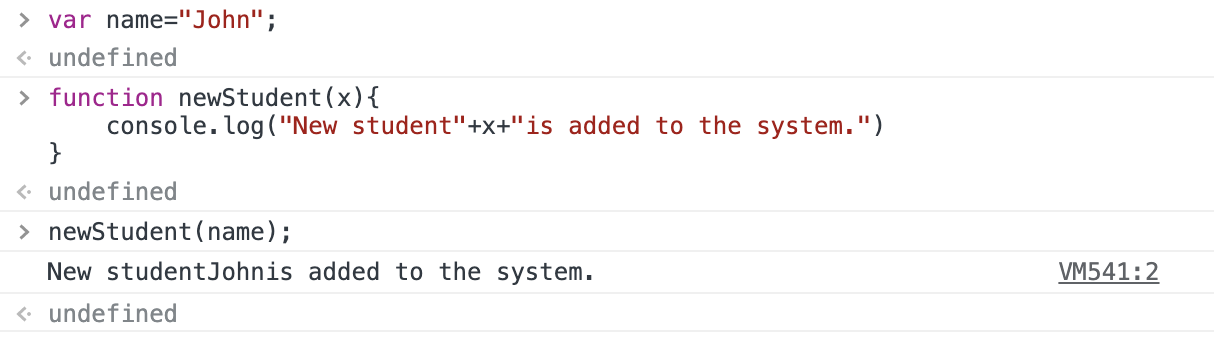 > var name="John";
<· undefined
> function newStudent(x){
    console.log("New student"+x+"is added to the system.")
}
<· undefined
> newStudent(name);
New studentJohnis added to the system. VM541:2
<· undefined